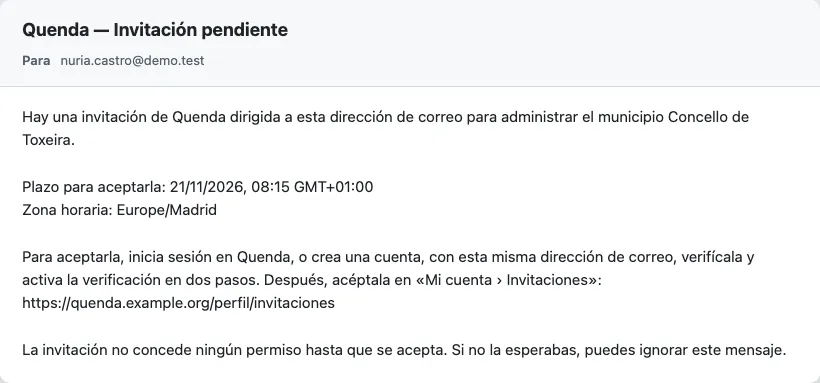 Quenda — Invitación pendiente
Para nuria.castro@demo.test
Hay una invitación de Quenda dirigida a esta dirección de correo para administrar el municipio Concello de
Toxeira.
Plazo para aceptarla: 21/11/2026, 08:15 GMT+01:00
Zona horaria: Europe/Madrid
Para aceptarla, inicia sesión en Quenda, o crea una cuenta, con esta misma dirección de correo, verifícala y
activa la verificación en dos pasos. Después, acéptala en «Mi cuenta › Invitaciones»:
https://quenda.example.org/perfil/invitaciones
La invitación no concede ningún permiso hasta que se acepta. Si no la esperabas, puedes ignorar este mensaje.